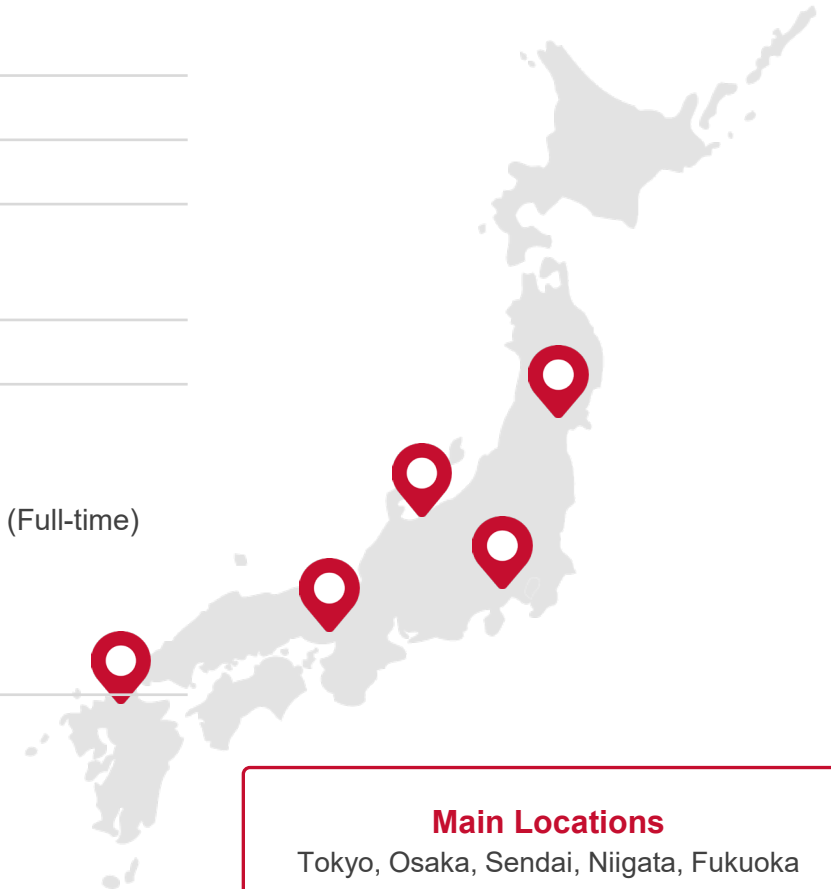 (Full-time)
Main Locations
Tokyo, Osaka, Sendai, Niigata, Fukuoka